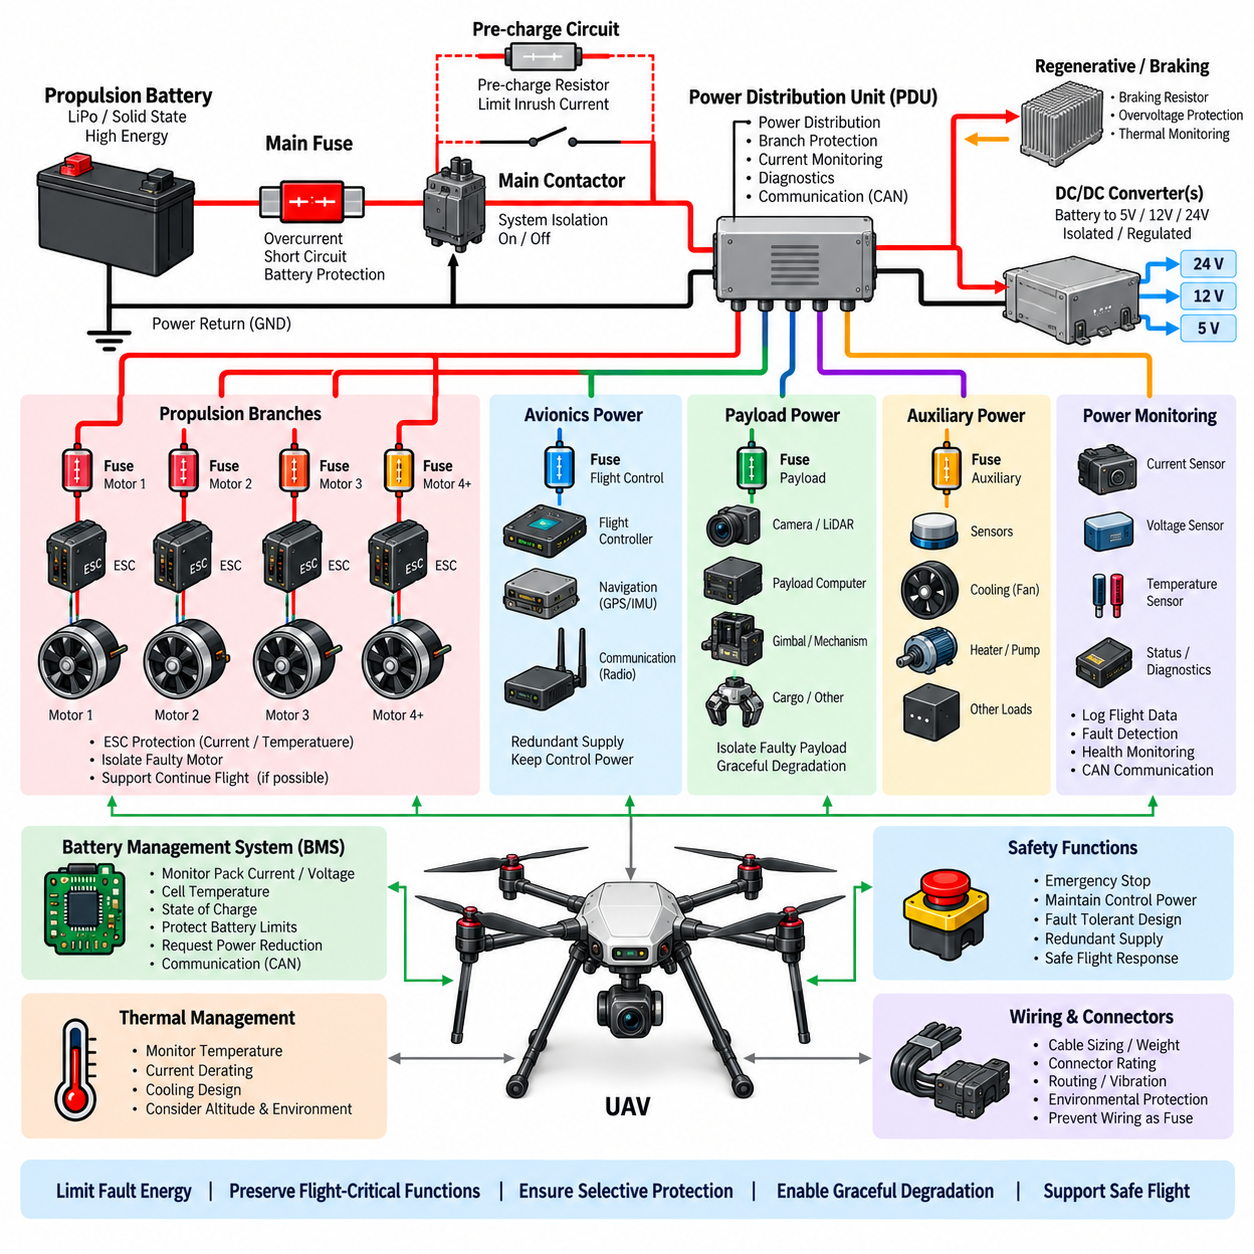 Pre-charge Circuit
Pre-charge Resistor
Limit Inrush Current
Propulsion Battery
LiPo / Solid State
High Energy
Main Fuse
Overcurrent
Short Circuit
Battery Protection
Main Contactor
System Isolation
On / Off
Power Return (GND)
Power Distribution Unit (PDU)
• Power Distribution
• Branch Protection
• Current Monitoring
• Diagnostics
• Communication (CAN)
Regenerative / Braking
• Braking Resistor
• Overvoltage Protection
• Thermal Monitoring
DC/DC Converter(s)
Battery to 5V / 12V / 24V
Isolated / Regulated
24 V
12 V
5 V
Propulsion Branches
Fuse
Motor 1
Fuse
Motor 2
Fuse
Motor 3
Fuse
Motor 4+
ESC
ESC
ESC
ESC
ESC
ESC
ESC
ESC
Motor 1
Motor 2
Motor 3
Motor 4+
• ESC Protection (Current / Temperatuere)
• Isolate Faulty Motor
• Support Continue Flight (if possible)
Avionics Power
Fuse
Flight Control
Flight
Controller
Navigation
(GPS/IMU)
Communication
(Radio)
Redundant Supply
Keep Control Power
Payload Power
Fuse
Payload
Camera / LiDAR
Payload Computer
Gimbal / Mechanism
Cargo / Other
Isolate Faulty Payload
Graceful Degradation
Auxiliary Power
Fuse
Auxiliary
Sensors
Cooling (Fan)
Heater / Pump
Other Loads
Power Monitoring
Current Sensor
Voltage Sensor
Temperature
Sensor
Status /
Diagnostics
• Log Flight Data
• Fault Detection
• Health Monitoring
• CAN Communication
Battery Management System (BMS)
• Monitor Pack Current / Voltage
• Cell Temperature
• State of Charge
• Protect Battery Limits
• Request Power Reduction
• Communication (CAN)
Safety Functions
• Emergency Stop
• Maintain Control Power
• Fault Tolerant Design
• Redundant Supply
• Safe Flight Response
Thermal Management
• Monitor Temperature
• Current Derating
• Cooling Design
• Consider Altitude & Environment
UAV
Wiring & Connectors
• Cable Sizing / Weight
• Connector Rating
• Routing / Vibration
• Environmental Protection
• Prevent Wiring as Fuse
Limit Fault Energy | Preserve Flight-Critical Functions | Ensure Selective Protection | Enable Graceful Degradation | Support Safe Flight